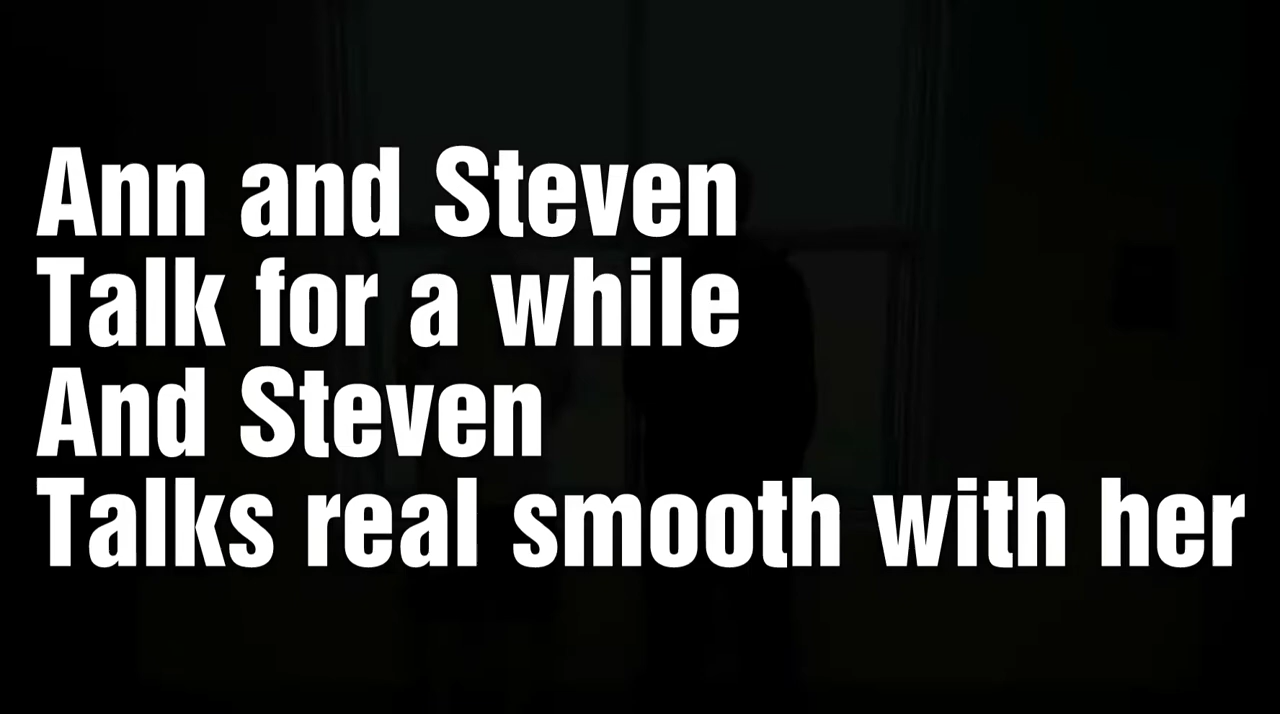 Ann and Steven
Talk for a while
And Steven
Talks real smooth with her